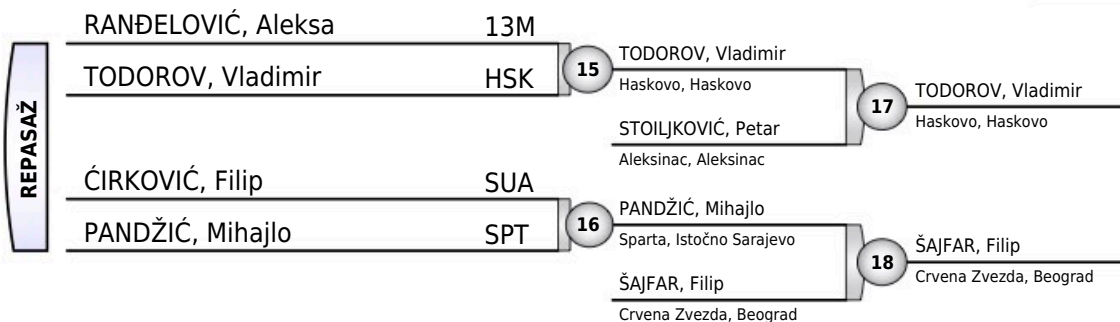 REPASAŽ
RANĐELOVIĆ, Aleksa 13M
TODOROV, Vladimir HSK
15
TODOROV, Vladimir
Haskovo, Haskovo
STOILJKOVIĆ, Petar
Aleksinac, Aleksinac
17
TODOROV, Vladimir
Haskovo, Haskovo
ĆIRKOVIĆ, Filip SUA
PANDŽIĆ, Mihajlo SPT
16
PANDŽIĆ, Mihajlo
Sparta, Istočno Sarajevo
ŠAJFAR, Filip
Crvena Zvezda, Beograd
18
ŠAJFAR, Filip
Crvena Zvezda, Beograd